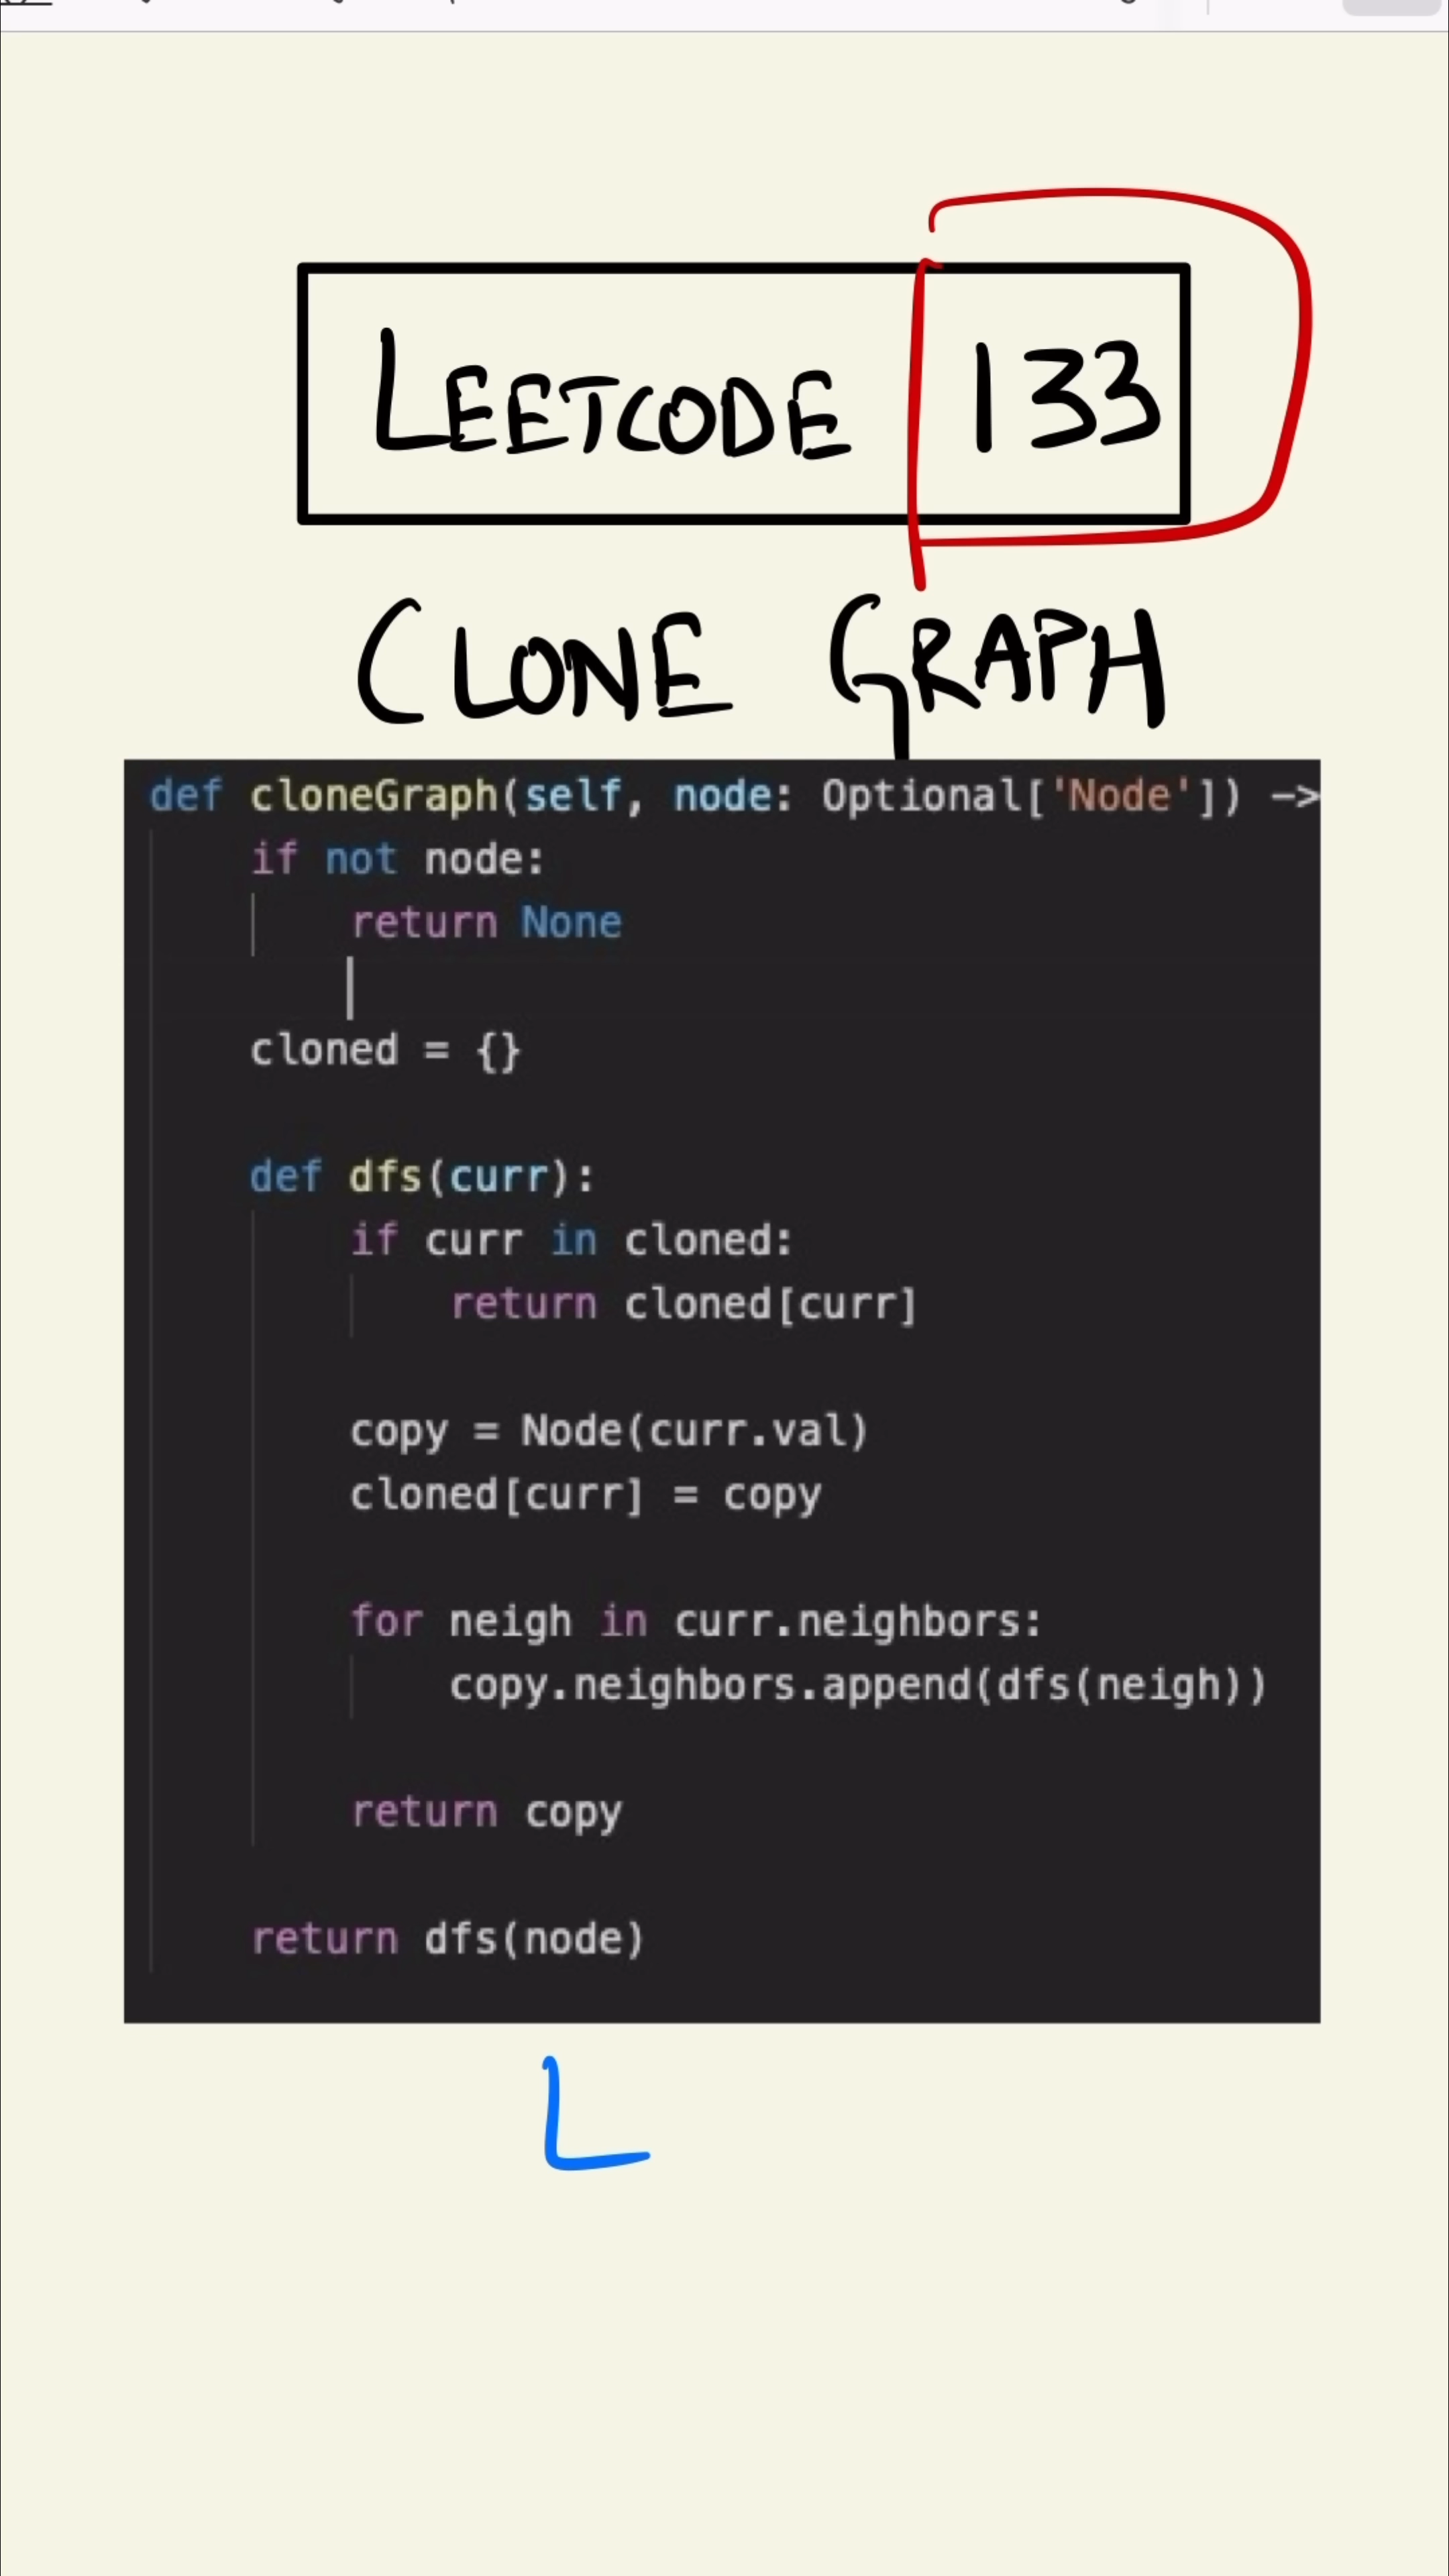 LEETCODE 133
CLONE GRAPH
def cloneGraph(self, node: Optional['Node']) ->
if not node:
return None
cloned = {}
def dfs(curr):
if curr in cloned:
return cloned[curr]
copy = Node(curr.val)
cloned[curr] = copy
for neigh in curr.neighbors:
copy.neighbors.append(dfs(neigh))
return copy
return dfs(node)
L